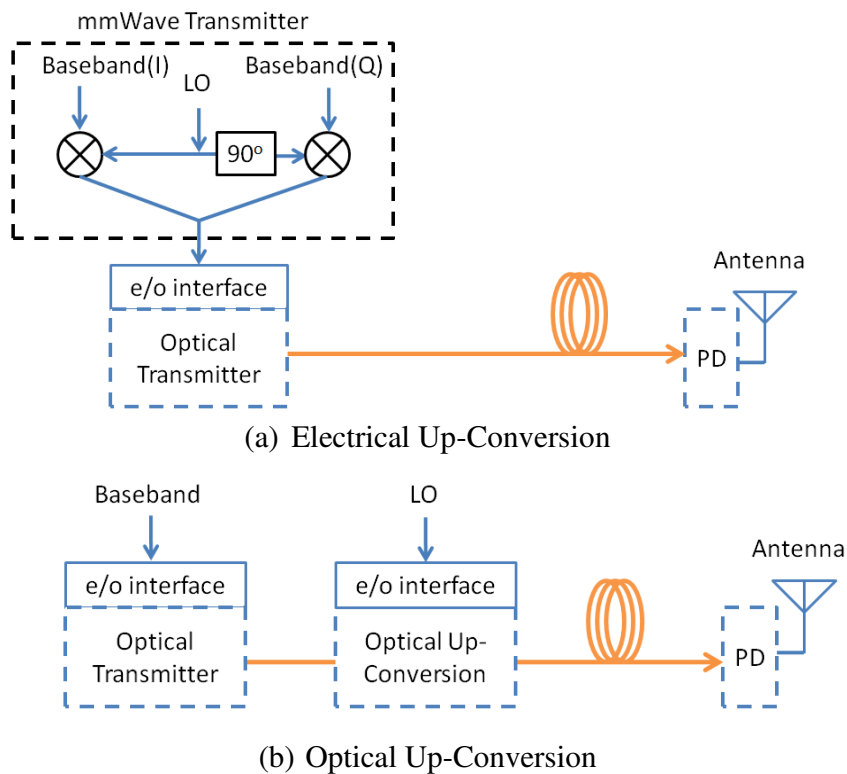 mmWave Transmitter
Baseband(I)
LO
Baseband(Q)
90°
e/o interface
Optical
Transmitter
Antenna
PD
(a) Electrical Up-Conversion
Baseband
LO
e/o interface
e/o interface
Optical
Transmitter
Optical Up-
Conversion
Antenna
PD
(b) Optical Up-Conversion